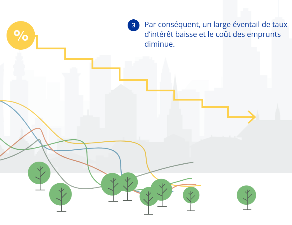 %
3 Par conséquent, un large éventail de taux
d'intérêt baisse et le coût des emprunts
diminue.